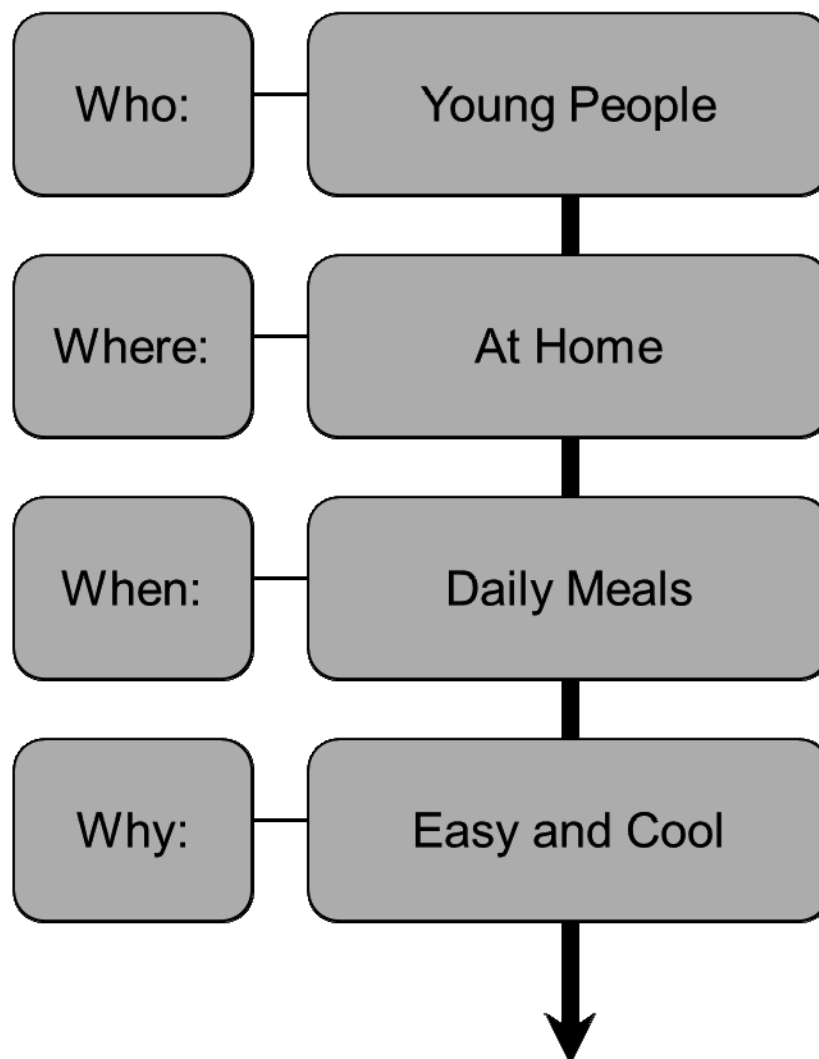 Who:
Young People
Where:
At Home
When:
Daily Meals
Why:
Easy and Cool